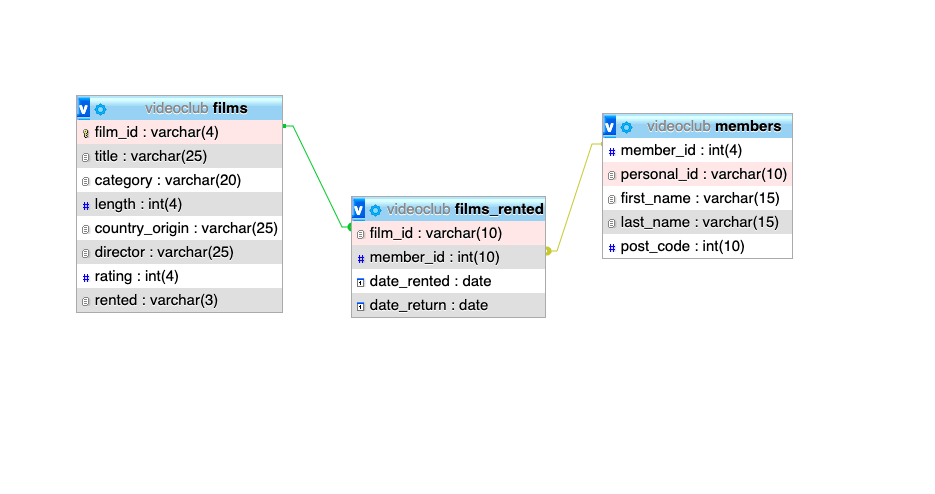 videoclub films
film_id : varchar(4)
title : varchar(25)
category : varchar(20)
length : int(4)
country_origin : varchar(25)
director : varchar(25)
rating : int(4)
rented : varchar(3)
videoclub films_rented
film_id : varchar(10)
member_id : int(10)
date_rented : date
date_return : date
videoclub members
member_id : int(4)
personal_id : varchar(10)
first_name : varchar(15)
last_name : varchar(15)
post_code : int(10)